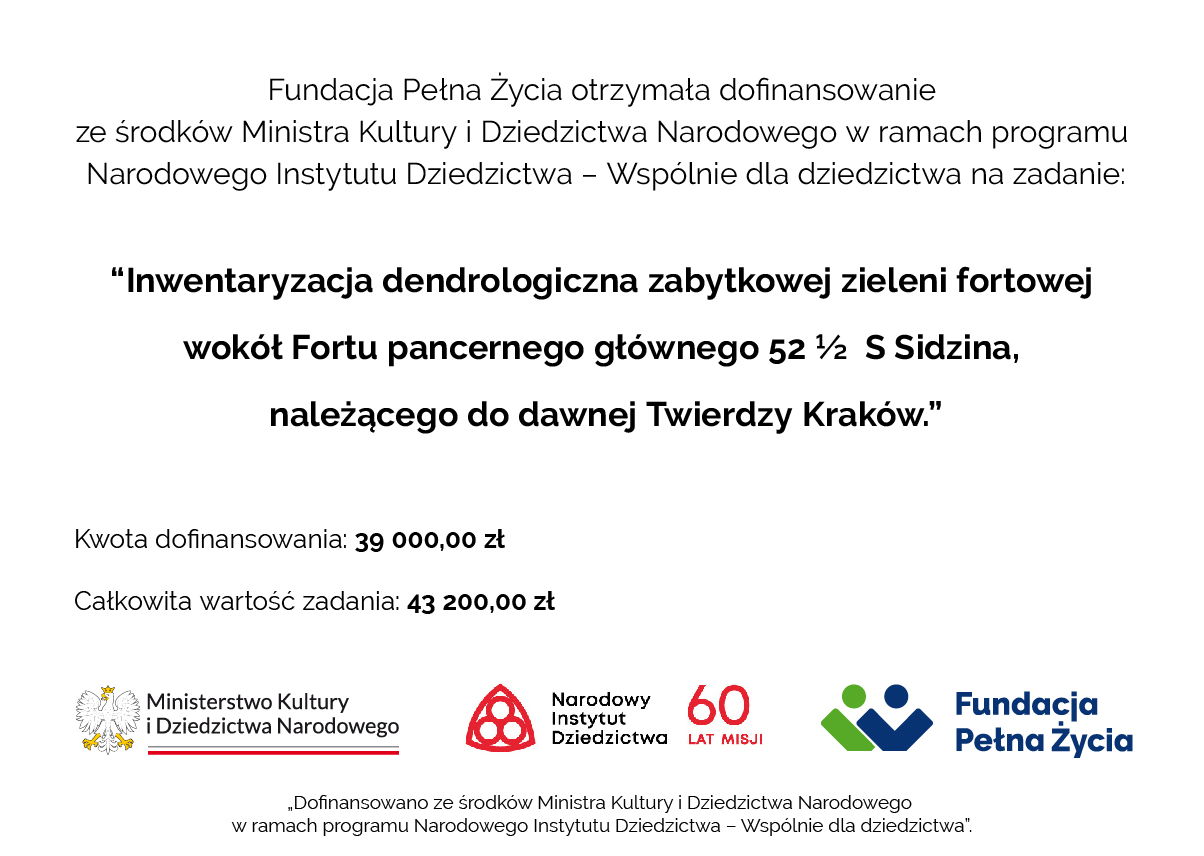 Fundacja Pełna Życia otrzymała dofinansowanie
ze środków Ministra Kultury i Dziedzictwa Narodowego w ramach programu
Narodowego Instytutu Dziedzictwa – Wspólnie dla dziedzictwa na zadanie:
“Inwentaryzacja dendrologiczna zabytkowej zieleni fortowej
wokół Fortu pancernego głównego 52 ½ S Sidzina,
należącego do dawnej Twierdzy Kraków.”
Kwota dofinansowania: 39 000,00 zł
Całkowita wartość zadania: 43 200,00 zł
Ministerstwo Kultury
i Dziedzictwa Narodowego
Narodowy
Instytut
Dziedzictwa
60
LAT MISJI
Fundacja
Pełna Życia
„Dofinansowano ze środków Ministra Kultury i Dziedzictwa Narodowego
w ramach programu Narodowego Instytutu Dziedzictwa – Wspólnie dla dziedzictwa”.